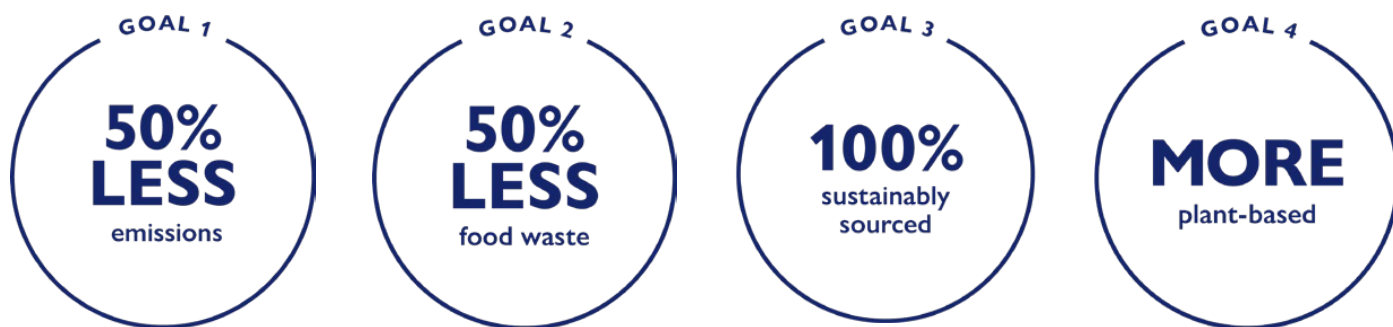 GOAL 1
50%
LESS
emissions
GOAL 2
50%
LESS
food waste
GOAL 3
100%
sustainably
sourced
GOAL 4
MORE
plant-based